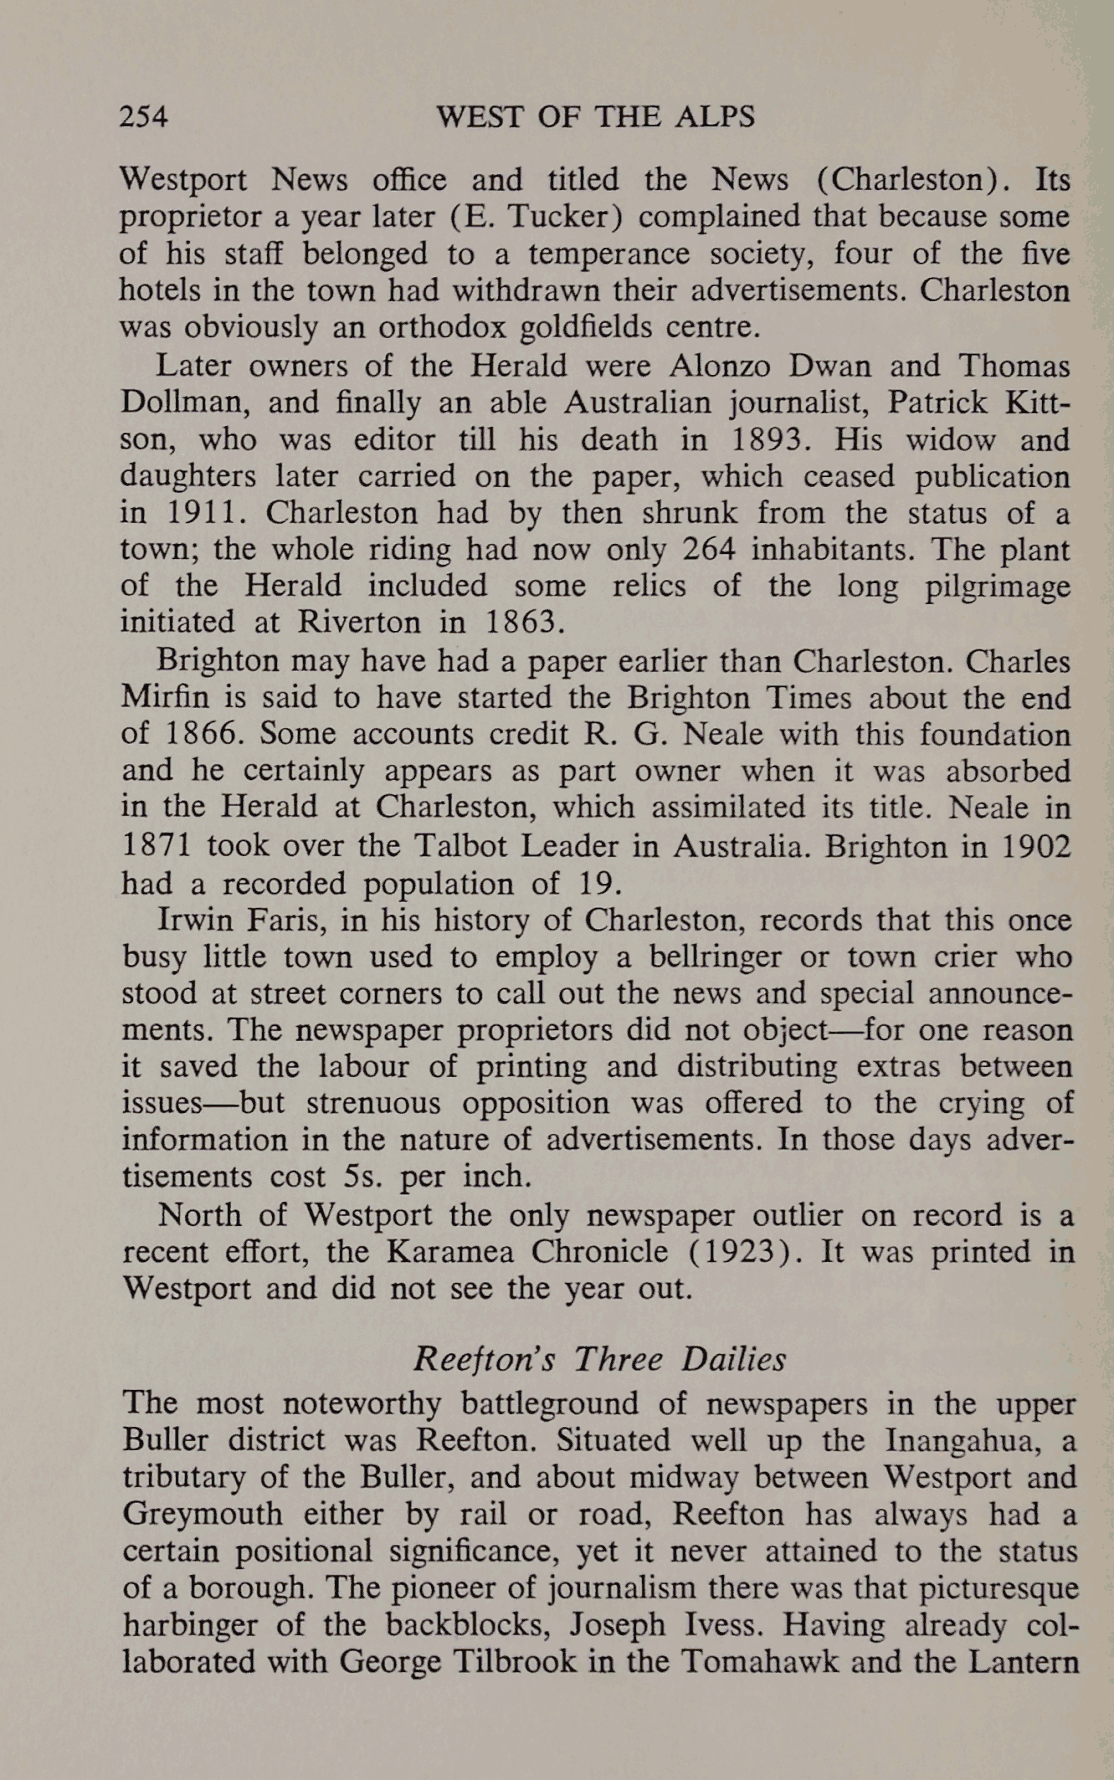 254 WEST OF THE ALPS
Westport News office and titled the News (Charleston). Its
proprietor a year later (E. Tucker) complained that because some
of his staff belonged to a temperance society, four of the five
hotels in the town had withdrawn their advertisements. Charleston
was obviously an orthodox goldfields centre.
Later owners of the Herald were Alonzo Dwan and Thomas
Dollman, and finally an able Australian journalist, Patrick Kitt-
son, who was editor till his death in 1893. His widow and
daughters later carried on the paper, which ceased publication
in 1911. Charleston had by then shrunk from the status of a
town; the whole riding had now only 264 inhabitants. The plant
of the Herald included some relics of the long pilgrimage
initiated at Riverton in 1863.
Brighton may have had a paper earlier than Charleston. Charles
Mirfin is said to have started the Brighton Times about the end
of 1866. Some accounts credit R. G. Neale with this foundation
and he certainly appears as part owner when it was absorbed
in the Herald at Charleston, which assimilated its title. Neale in
1871 took over the Talbot Leader in Australia. Brighton in 1902
had a recorded population of 19.
Irwin Faris, in his history of Charleston, records that this once
busy little town used to employ a bellringer or town crier who
stood at street corners to call out the news and special announce-
ments. The newspaper proprietors did not object—for one reason
it saved the labour of printing and distributing extras between
issues—but strenuous opposition was offered to the crying of
information in the nature of advertisements. In those days adver-
tisements cost 5s. per inch.
North of Westport the only newspaper outlier on record is a
recent effort, the Karamea Chronicle (1923). It was printed in
Westport and did not see the year out.
Reefton's Three Dailies
The most noteworthy battleground of newspapers in the upper
Buller district was Reefton. Situated well up the Inangahua, a
tributary of the Buller, and about midway between Westport and
Greymouth either by rail or road, Reefton has always had a
certain positional significance, yet it never attained to the status
of a borough. The pioneer of journalism there was that picturesque
harbinger of the backblocks, Joseph Ivess. Having already col-
laborated with George Tilbrook in the Tomahawk and the Lantern